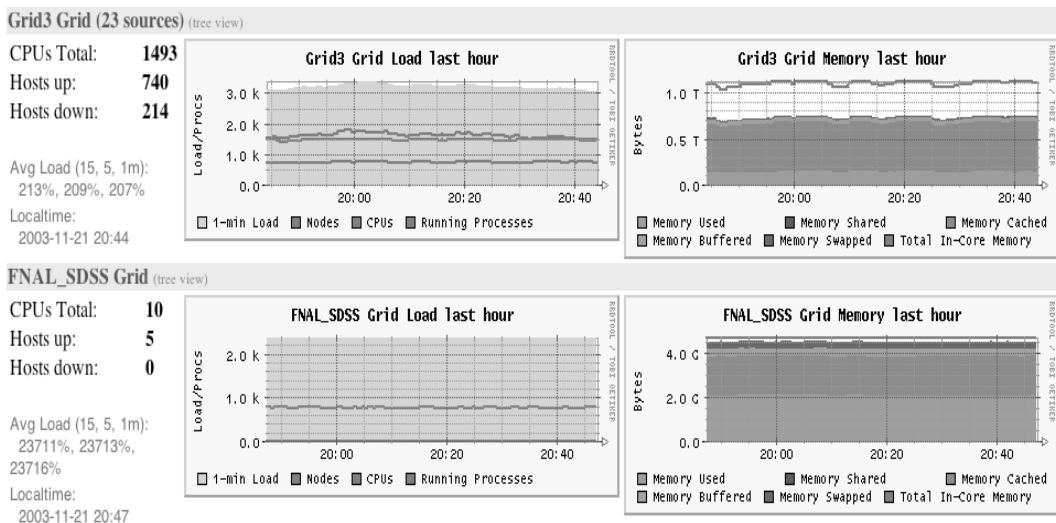 Grid3 Grid (23 sources) (tree view)
CPUs Total: 1493
Hosts up: 740
Hosts down: 214
Avg Load (15, 5, 1m):
213%, 209%, 207%
Localtime:
2003-11-21 20:44
Grid3 Grid Load last hour
Load/Procs
3.0 k
2.0 k
1.0 k
0.0
20:00 20:20 20:40
1-min Load Nodes CPUs Running Processes
RRDTOOL / TOBI OETIKER
Grid3 Grid Memory last hour
Bytes
1.0 T
0.5 T
0.0
20:00 20:20 20:40
Memory Used Memory Shared Memory Cached
Memory Buffered Memory Swapped Total In-Core Memory
RRDTOOL / TOBI OETIKER
FNAL_SDSS Grid (tree view)
CPUs Total: 10
Hosts up: 5
Hosts down: 0
Avg Load (15, 5, 1m):
23711%, 23713%,
23716%
Localtime:
2003-11-21 20:47
FNAL_SDSS Grid Load last hour
Load/Procs
2.0 k
1.0 k
0.0
20:00 20:20 20:40
1-min Load Nodes CPUs Running Processes
RRDTOOL / TOBI OETIKER
FNAL_SDSS Grid Memory last hour
Bytes
4.0 G
2.0 G
0.0
20:00 20:20 20:40
Memory Used Memory Shared Memory Cached
Memory Buffered Memory Swapped Total In-Core Memory
RRDTOOL / TOBI OETIKER